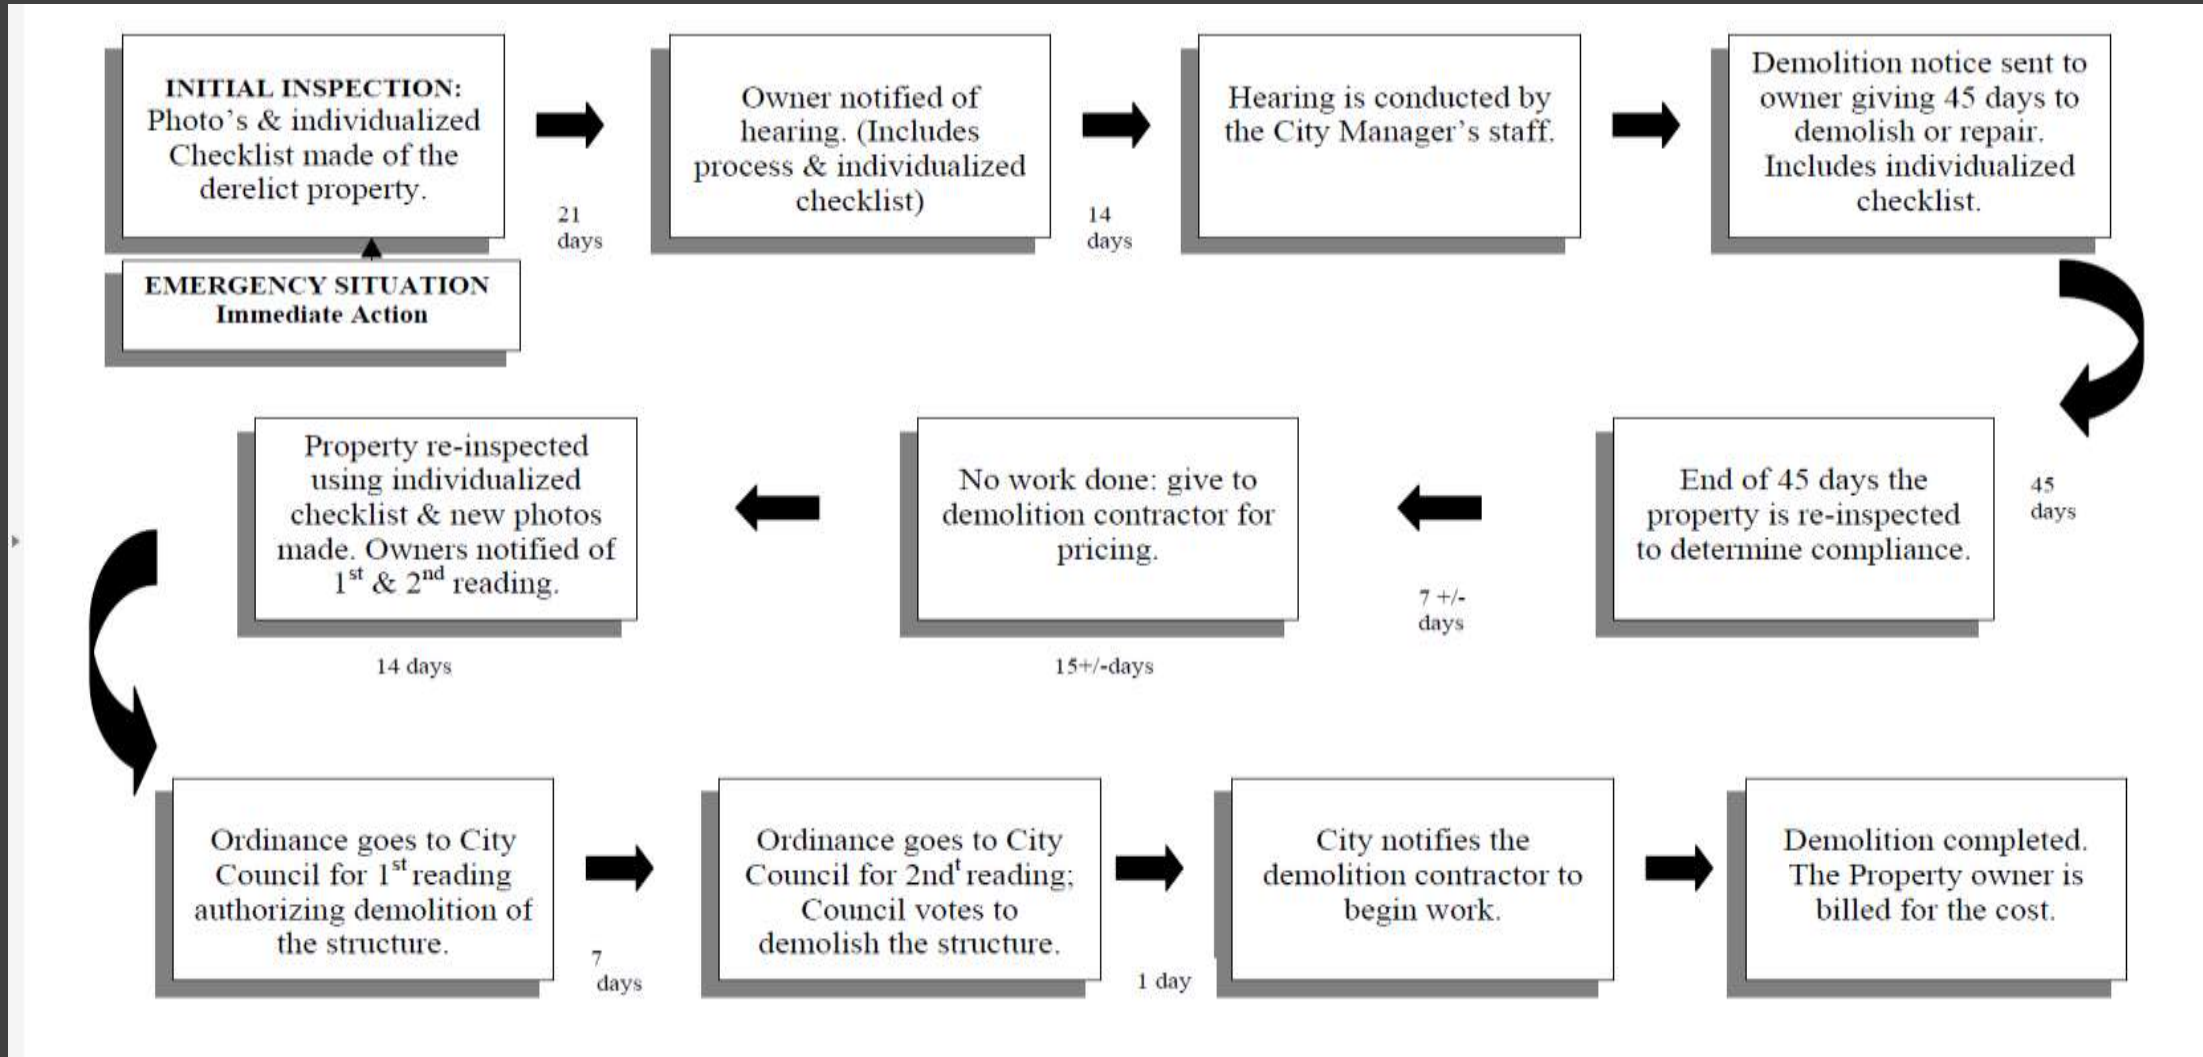 INITIAL INSPECTION:
Photo’s & individualized
Checklist made of the
derelict property.
21
days
Owner notified of
hearing. (Includes
process & individualized
checklist)
14
days
Hearing is conducted by
the City Manager’s staff.
Demolition notice sent to
owner giving 45 days to
demolish or repair.
Includes individualized
checklist.
EMERGENCY SITUATION
Immediate Action
45
days
End of 45 days the
property is re-inspected
to determine compliance.
7 +/-
days
No work done: give to
demolition contractor for
pricing.
15+/-days
Property re-inspected
using individualized
checklist & new photos
made. Owners notified of
1st & 2nd reading.
14 days
Ordinance goes to City
Council for 1st reading
authorizing demolition of
the structure.
7
days
Ordinance goes to City
Council for 2ndt reading;
Council votes to
demolish the structure.
1 day
City notifies the
demolition contractor to
begin work.
Demolition completed.
The Property owner is
billed for the cost.